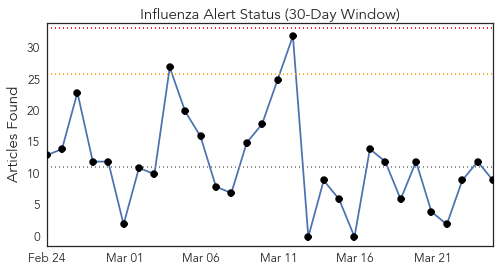 Influenza Alert Status (30-Day Window)
Articles Found
30
25
20
15
10
5
0
Feb 24 Mar 01 Mar 06 Mar 11 Mar 16 Mar 21